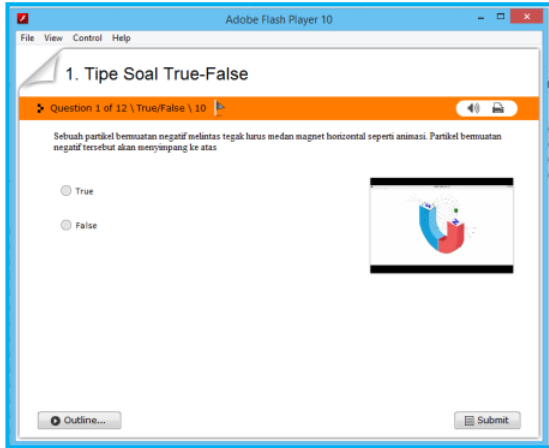 Adobe Flash Player 10
File View Control Help
1. Tipe Soal True-False
Question 1 of 12 \ True/False \ 10
Sebuah partikel bemuatan negatif melintas tegak lurus medan magnet horizontal seperti animasi. Partikel bermuatan
negatif tersebut akan menyimpang ke atas
True
False
Outline...
Submit